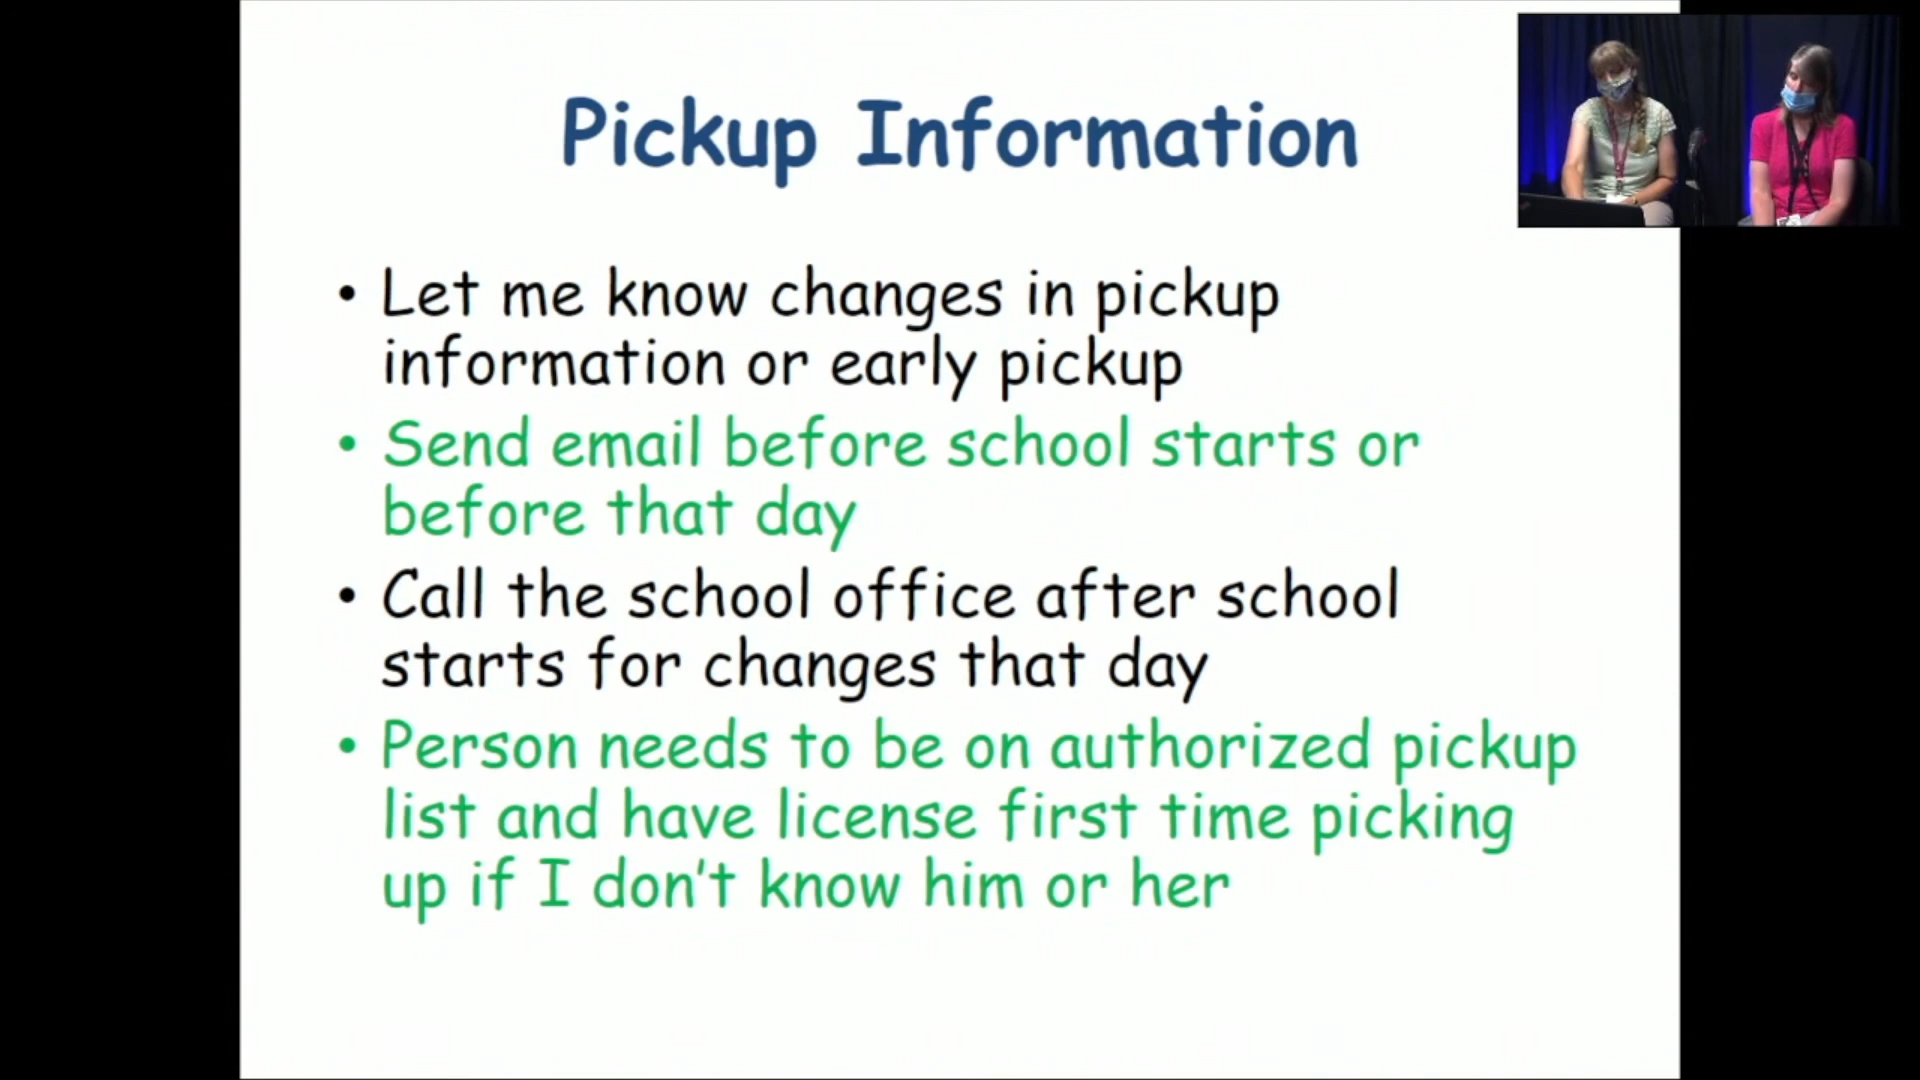 Pickup Information
• Let me know changes in pickup
information or early pickup
• Send email before school starts or
before that day
• Call the school office after school
starts for changes that day
• Person needs to be on authorized pickup
list and have license first time picking
up if I don't know him or her